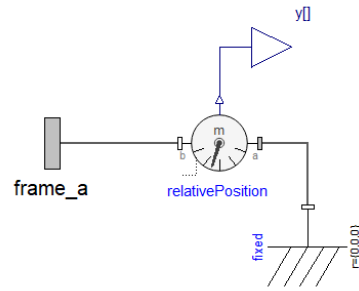 y[]
m
b
a
frame_a
relativePosition
fixed
r={0,0,0}